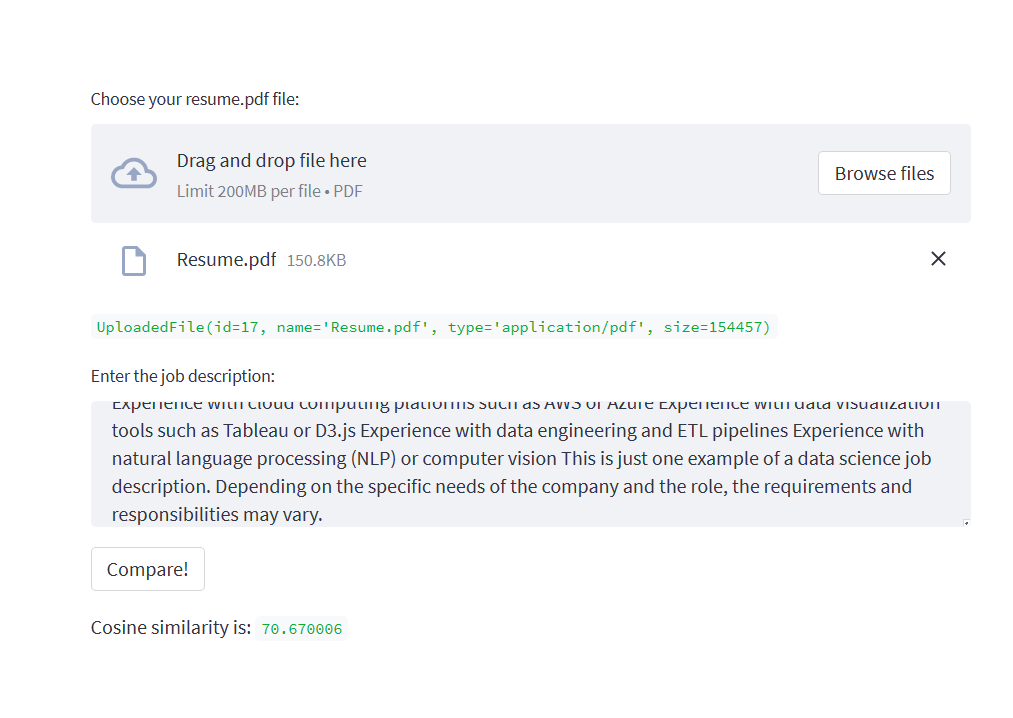 Choose your resume.pdf file:
Drag and drop file here
Limit 200MB per file • PDF
Browse files
Resume.pdf 150.8KB
UploadedFile(id=17, name='Resume.pdf', type='application/pdf', size=154457)
Enter the job description:
Experience with cloud computing platforms such as AWS or Azure Experience with data visualization
tools such as Tableau or D3.js Experience with data engineering and ETL pipelines Experience with
natural language processing (NLP) or computer vision This is just one example of a data science job
description. Depending on the specific needs of the company and the role, the requirements and
responsibilities may vary.
Compare!
Cosine similarity is: 70.670006